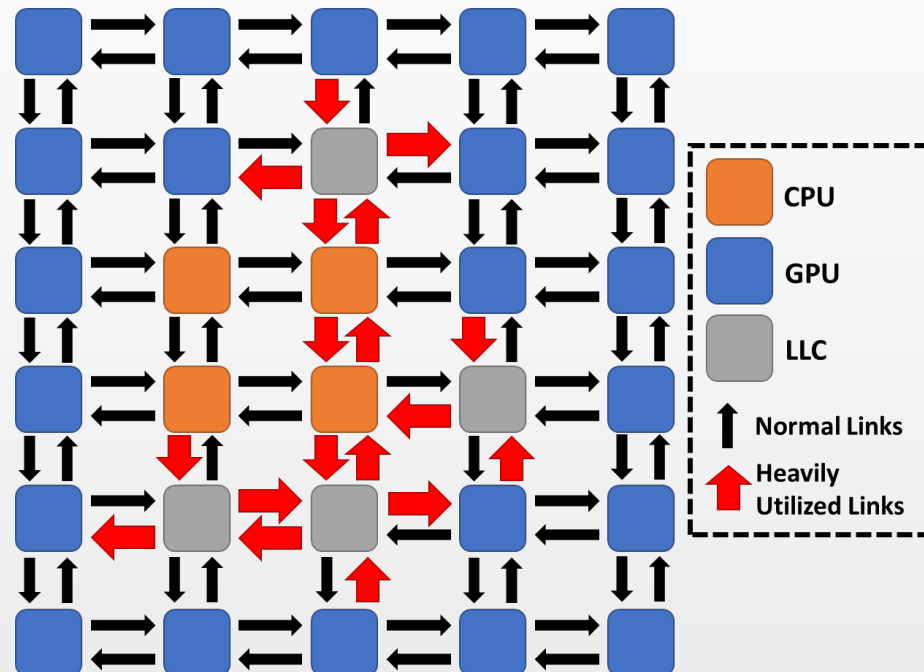 CPU
GPU
LLC
Normal Links
Heavily
Utilized Links